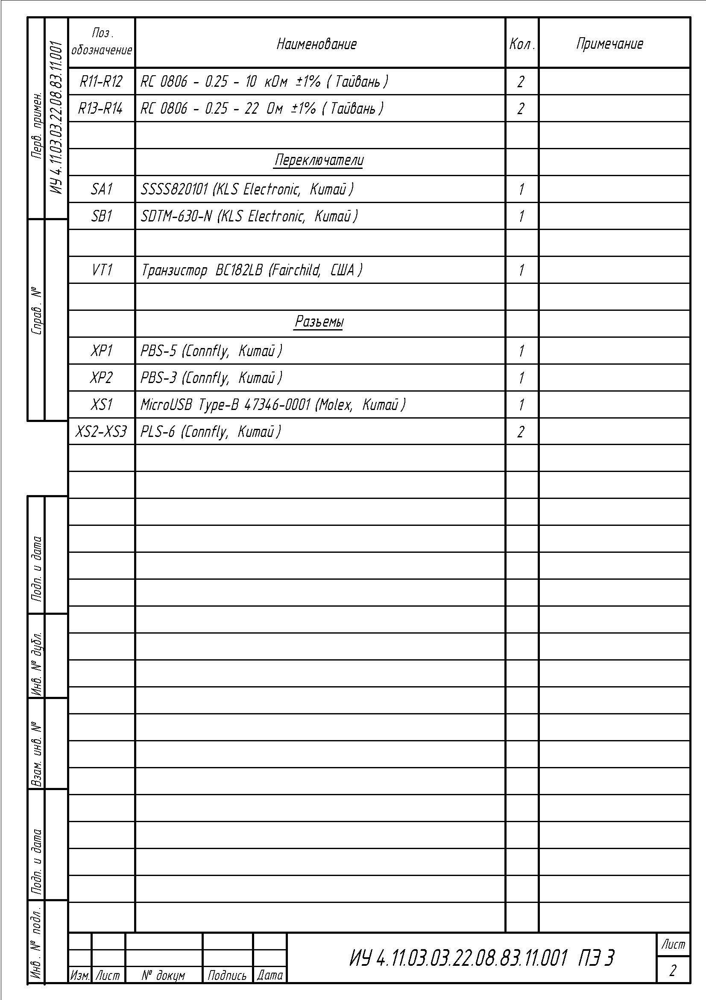 Перв. примен.
ИУ 4.11.03.03.22.08.83.11.001
Справ. №
Подп. и дата
Инв. № дубл.
Взам. инв. №
Подп. и дата
Инв. № подл.
Поз.
обозначение
Наименование
Кол.
Примечание
R11-R12 RC 0806 - 0.25 - 10 кОм ±1% (Тайвань) 2
R13-R14 RC 0806 - 0.25 - 22 Ом ±1% (Тайвань) 2
Переключатели
SA1 SSSS820101 (KLS Electronic, Китай) 1
SB1 SDTM-630-N (KLS Electronic, Китай) 1
VT1 Транзистор BC182LB (Fairchild, США) 1
Разъемы
XP1 PBS-5 (Connfly, Китай) 1
XP2 PBS-3 (Connfly, Китай) 1
XS1 MicroUSB Type-B 47346-0001 (Molex, Китай) 1
XS2-XS3 PLS-6 (Connfly, Китай) 2
Изм. Лист № докум Подпись Дата
ИУ 4.11.03.03.22.08.83.11.001 ПЭ 3
Лист
2